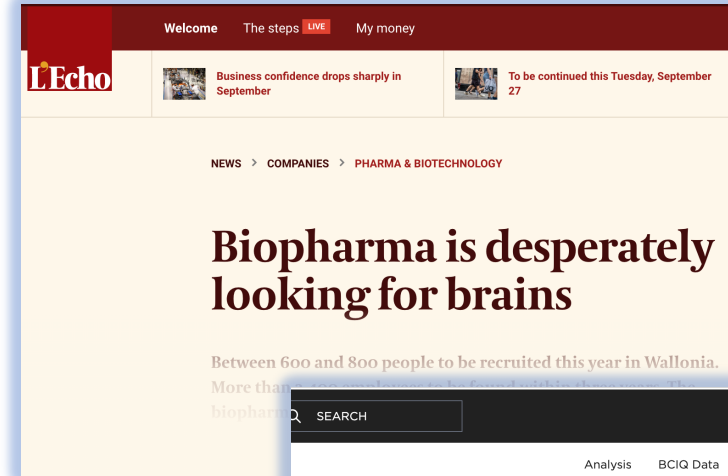 Welcome The steps LIVE My money
L'Echo
Business confidence drops sharply in
September
To be continued this Tuesday, September
27
NEWS > COMPANIES > PHARMA & BIOTECHNOLOGY
Biopharma is desperately
looking for brains
Between 600 and 800 people to be recruited this year in Wallonia.
More than employees to be found within three years. The
biopharm
SEARCH
Analysis BCIQ Data